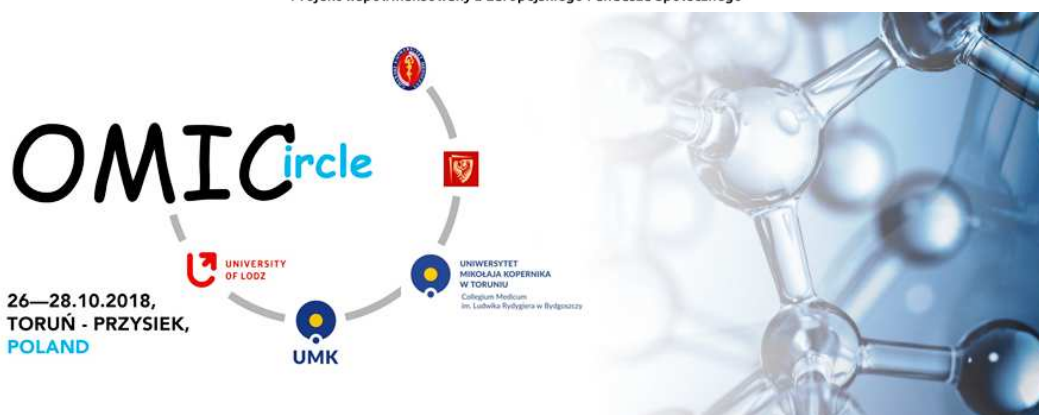 OMICircle
UNIVERSITY
OF LODZ
UNIWERSYTET
MIKOŁAJA KOPERNIKA
W TORUNIU
Collegium Medicum
im. Ludwika Rydygiera w Bydgoszczy
26—28.10.2018,
TORUŃ - PRZYSIEK,
POLAND
UMK